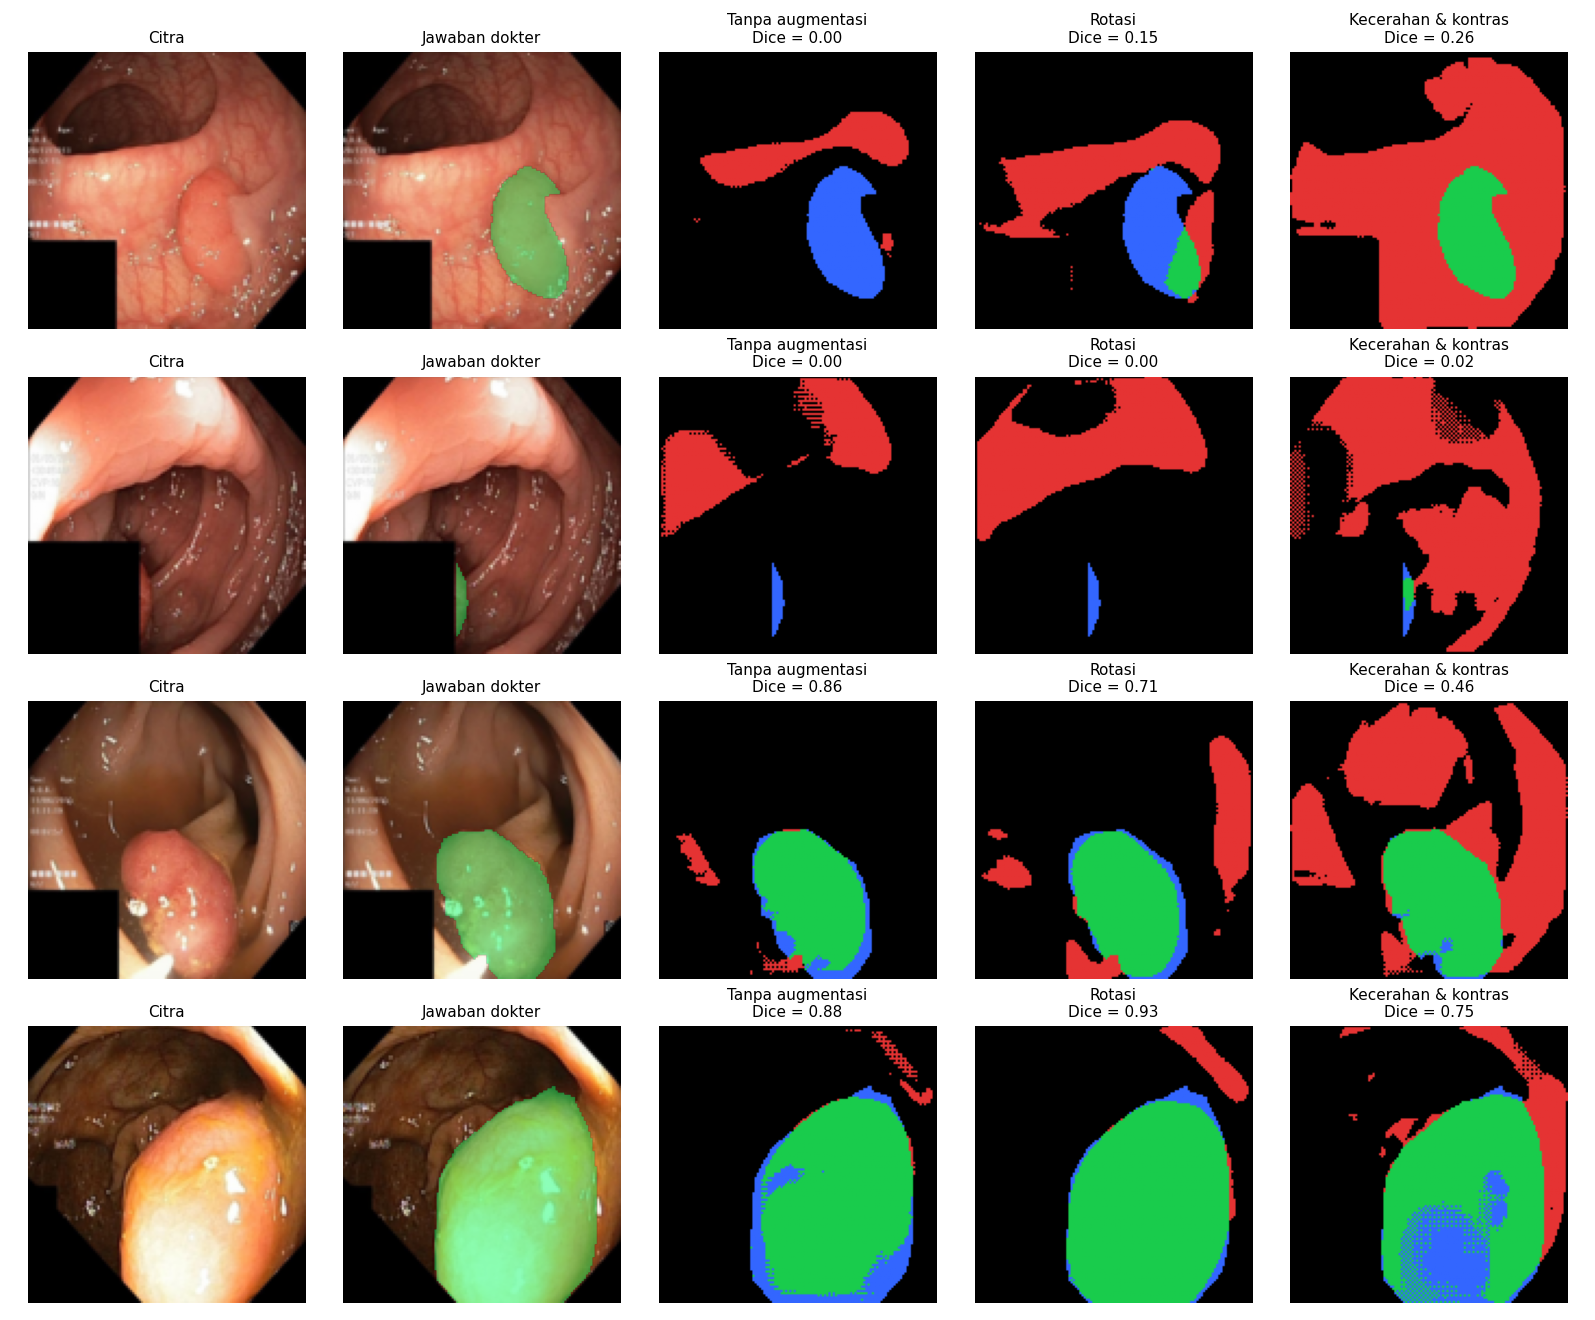 Citra
Jawaban dokter
Tanpa augmentasi
Dice = 0.00
Rotasi
Dice = 0.15
Kecerahan & kontras
Dice = 0.26
Citra
Jawaban dokter
Tanpa augmentasi
Dice = 0.00
Rotasi
Dice = 0.00
Kecerahan & kontras
Dice = 0.02
Citra
Jawaban dokter
Tanpa augmentasi
Dice = 0.86
Rotasi
Dice = 0.71
Kecerahan & kontras
Dice = 0.46
Citra
Jawaban dokter
Tanpa augmentasi
Dice = 0.88
Rotasi
Dice = 0.93
Kecerahan & kontras
Dice = 0.75